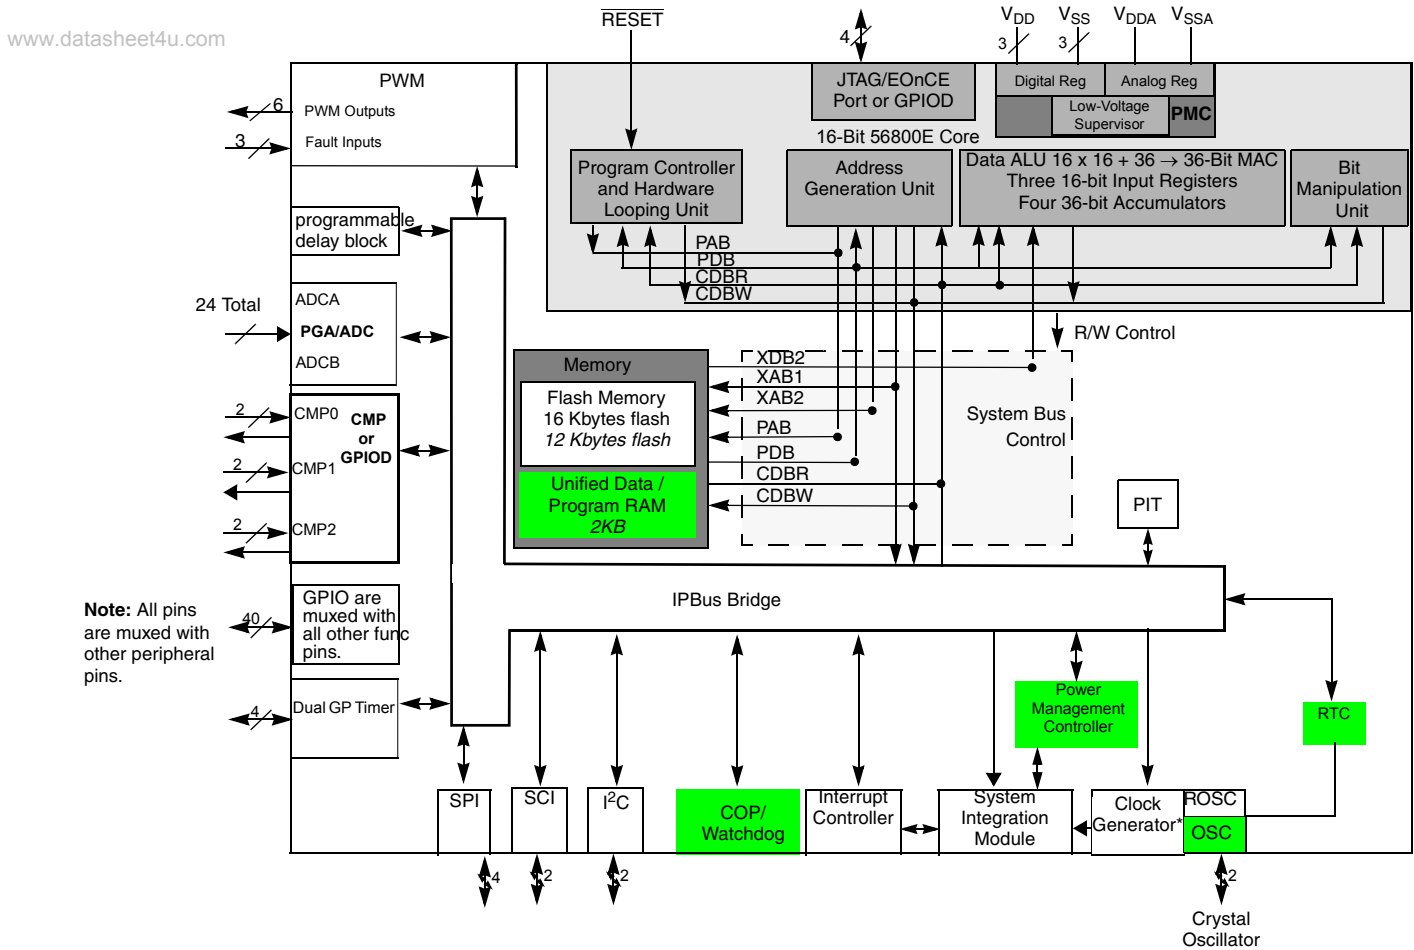 www.datasheet4u.com
RESET
4
VDD
VSS
VDDA
VSSA
3
3
PWM
PWM Outputs
Fault Inputs
6
3
JTAG/EOnCE
Port or GPIOD
Digital Reg
Analog Reg
Low-Voltage
Supervisor
PMC
16-Bit 56800E Core
Program Controller
and Hardware
Looping Unit
Address
Generation Unit
Data ALU 16 x 16 + 36 → 36-Bit MAC
Three 16-bit Input Registers
Four 36-bit Accumulators
Bit
Manipulation
Unit
PAB
PDB
CDBR
CDBW
programmable
delay block
24 Total
ADCA
PGA/ADC
ADCB
R/W Control
Memory
Flash Memory
16 Kbytes flash
12 Kbytes flash
Unified Data /
Program RAM
2KB
XDB2
XAB1
XAB2
PAB
PDB
CDBR
CDBW
System Bus
Control
2
CMP0
CMP
or
GPIOD
2
CMP1
2
CMP2
PIT
IPBus Bridge
Note: All pins
are muxed with
other peripheral
pins.
40
GPIO are
muxed with
all other func
pins.
4
Dual GP Timer
Power
Management
Controller
RTC
SPI
SCI
I2C
COP/
Watchdog
Interrupt
Controller
System
Integration
Module
Clock
Generator*
ROSC
OSC
4
2
2
2
Crystal
Oscillator